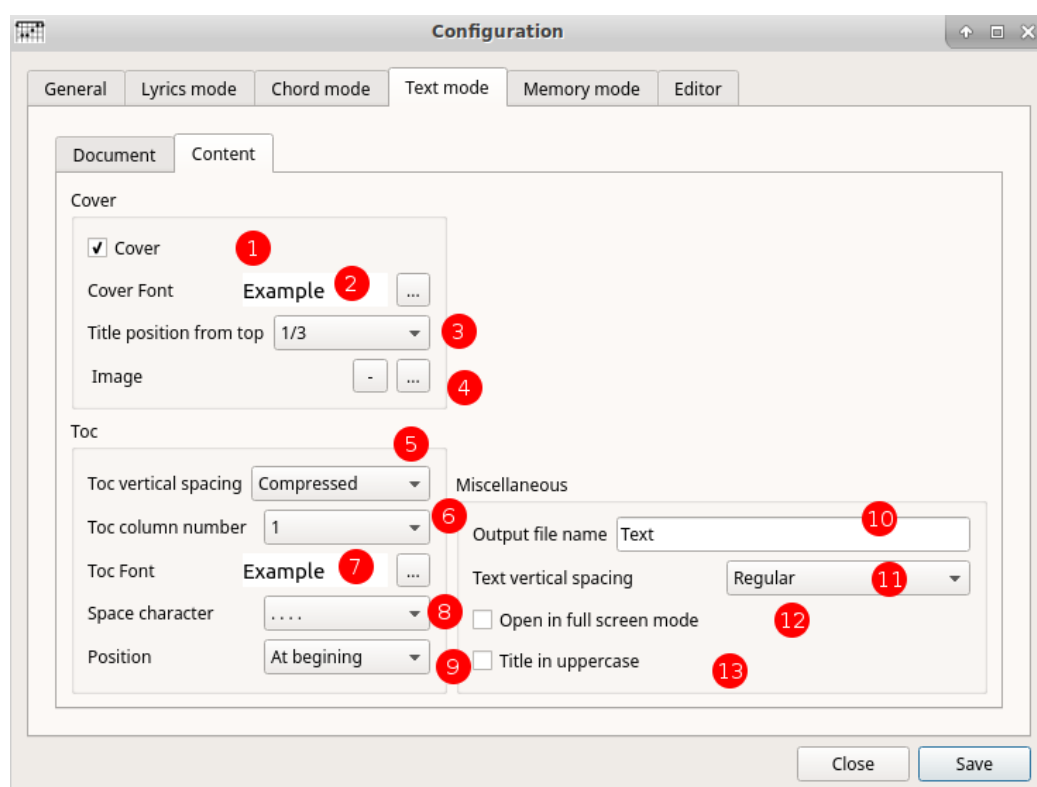 Configuration
General Lyrics mode Chord mode Text mode Memory mode Editor
Document Content
Cover
✔ Cover 1
Cover Font Example 2 ...
Title position from top 1/3 3
Image - ... 4
Toc
5
Toc vertical spacing Compressed
Toc column number 1 6
Toc Font Example 7 ...
Space character .... 8
Position At begining 9
Miscellaneous
Output file name Text 10
Text vertical spacing Regular 11
Open in full screen mode 12
Title in uppercase 13
Close Save